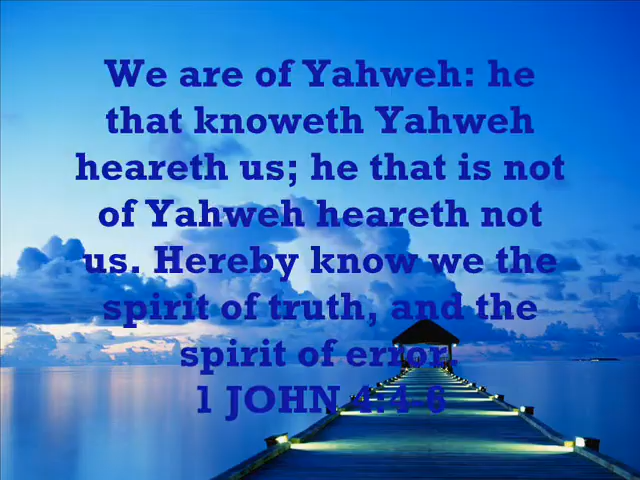 We are of Yahweh: he
that knoweth Yahweh
heareth us; he that is not
of Yahweh heareth not
us. Hereby know we the
spirit of truth, and the
spirit of error.
1 JOHN 4:4-6